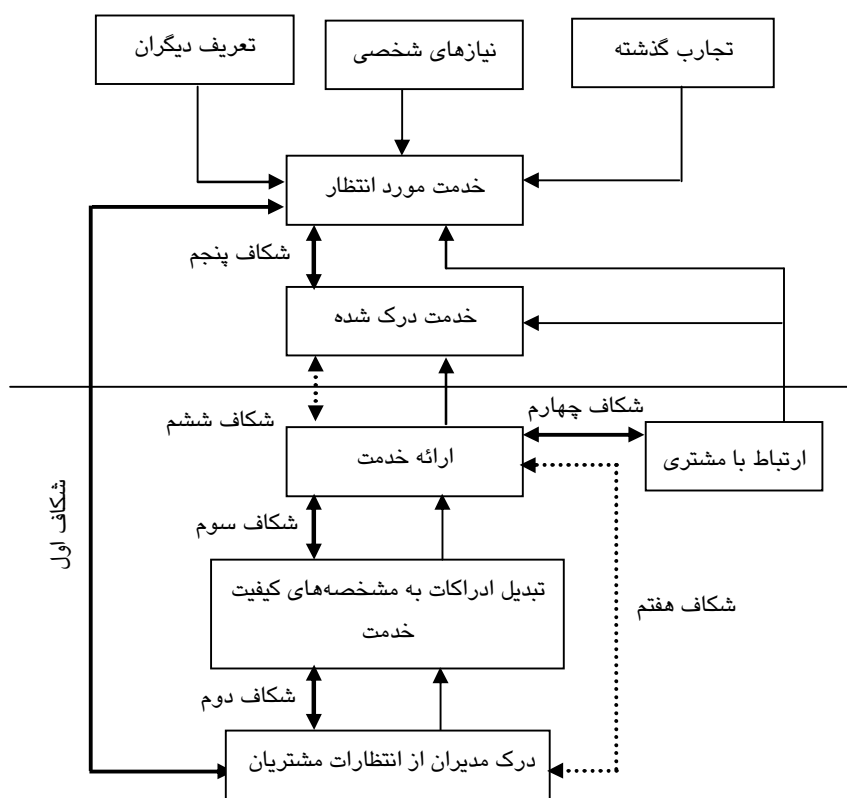 تجارب گذشته
نیازهای شخصی
تعریف دیگران
خدمت مورد انتظار
شکاف پنجم
خدمت درک شده
شکاف چهارم
شکاف ششم
ارتباط با مشتری
ارائه خدمت
شکاف اول
شکاف سوم
تبدیل ادراکات به مشخصه‌های کیفیت
خدمت
شکاف هفتم
شکاف دوم
درک مدیران از انتظارات مشتریان